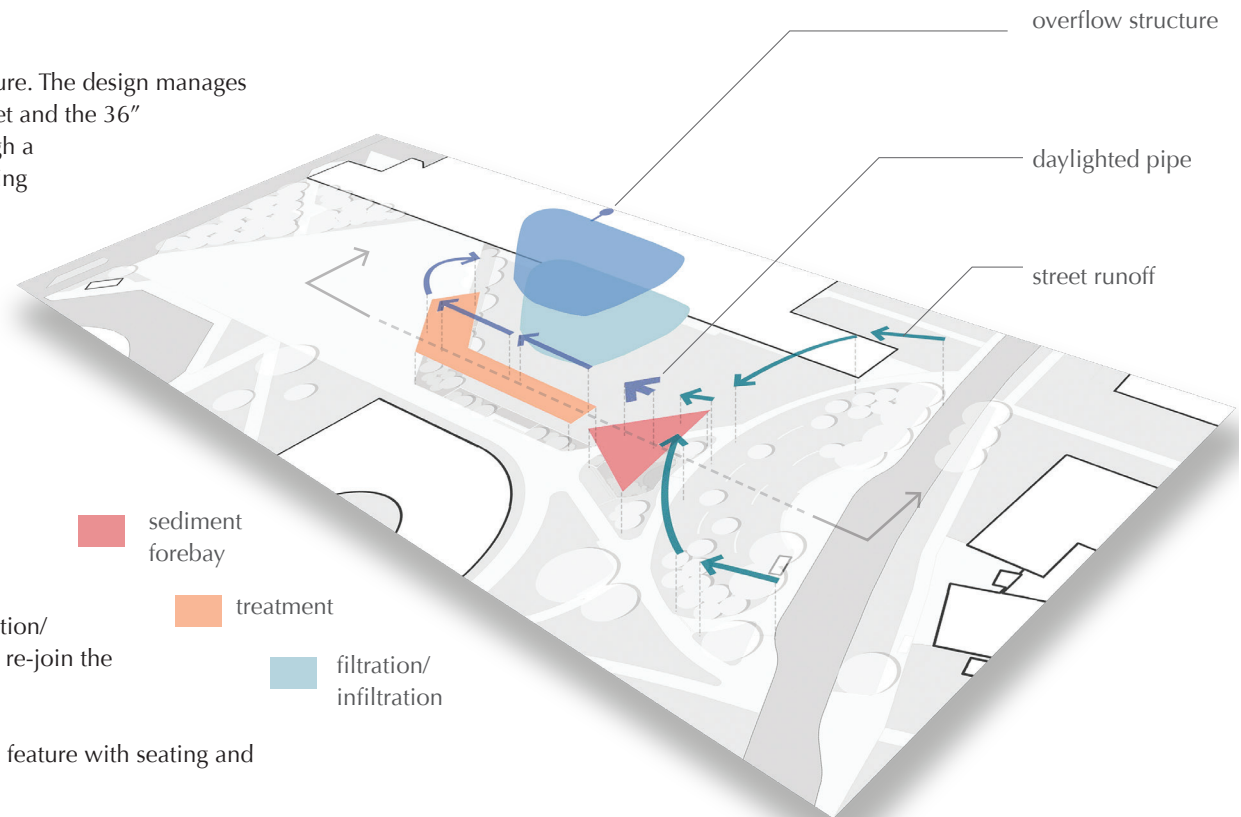 overflow structure
ure. The design manages
et and the 36”
gh a
ing
daylighted pipe
street runoff
sediment
forebay
treatment
tion/
re-join the
filtration/
infiltration
feature with seating and